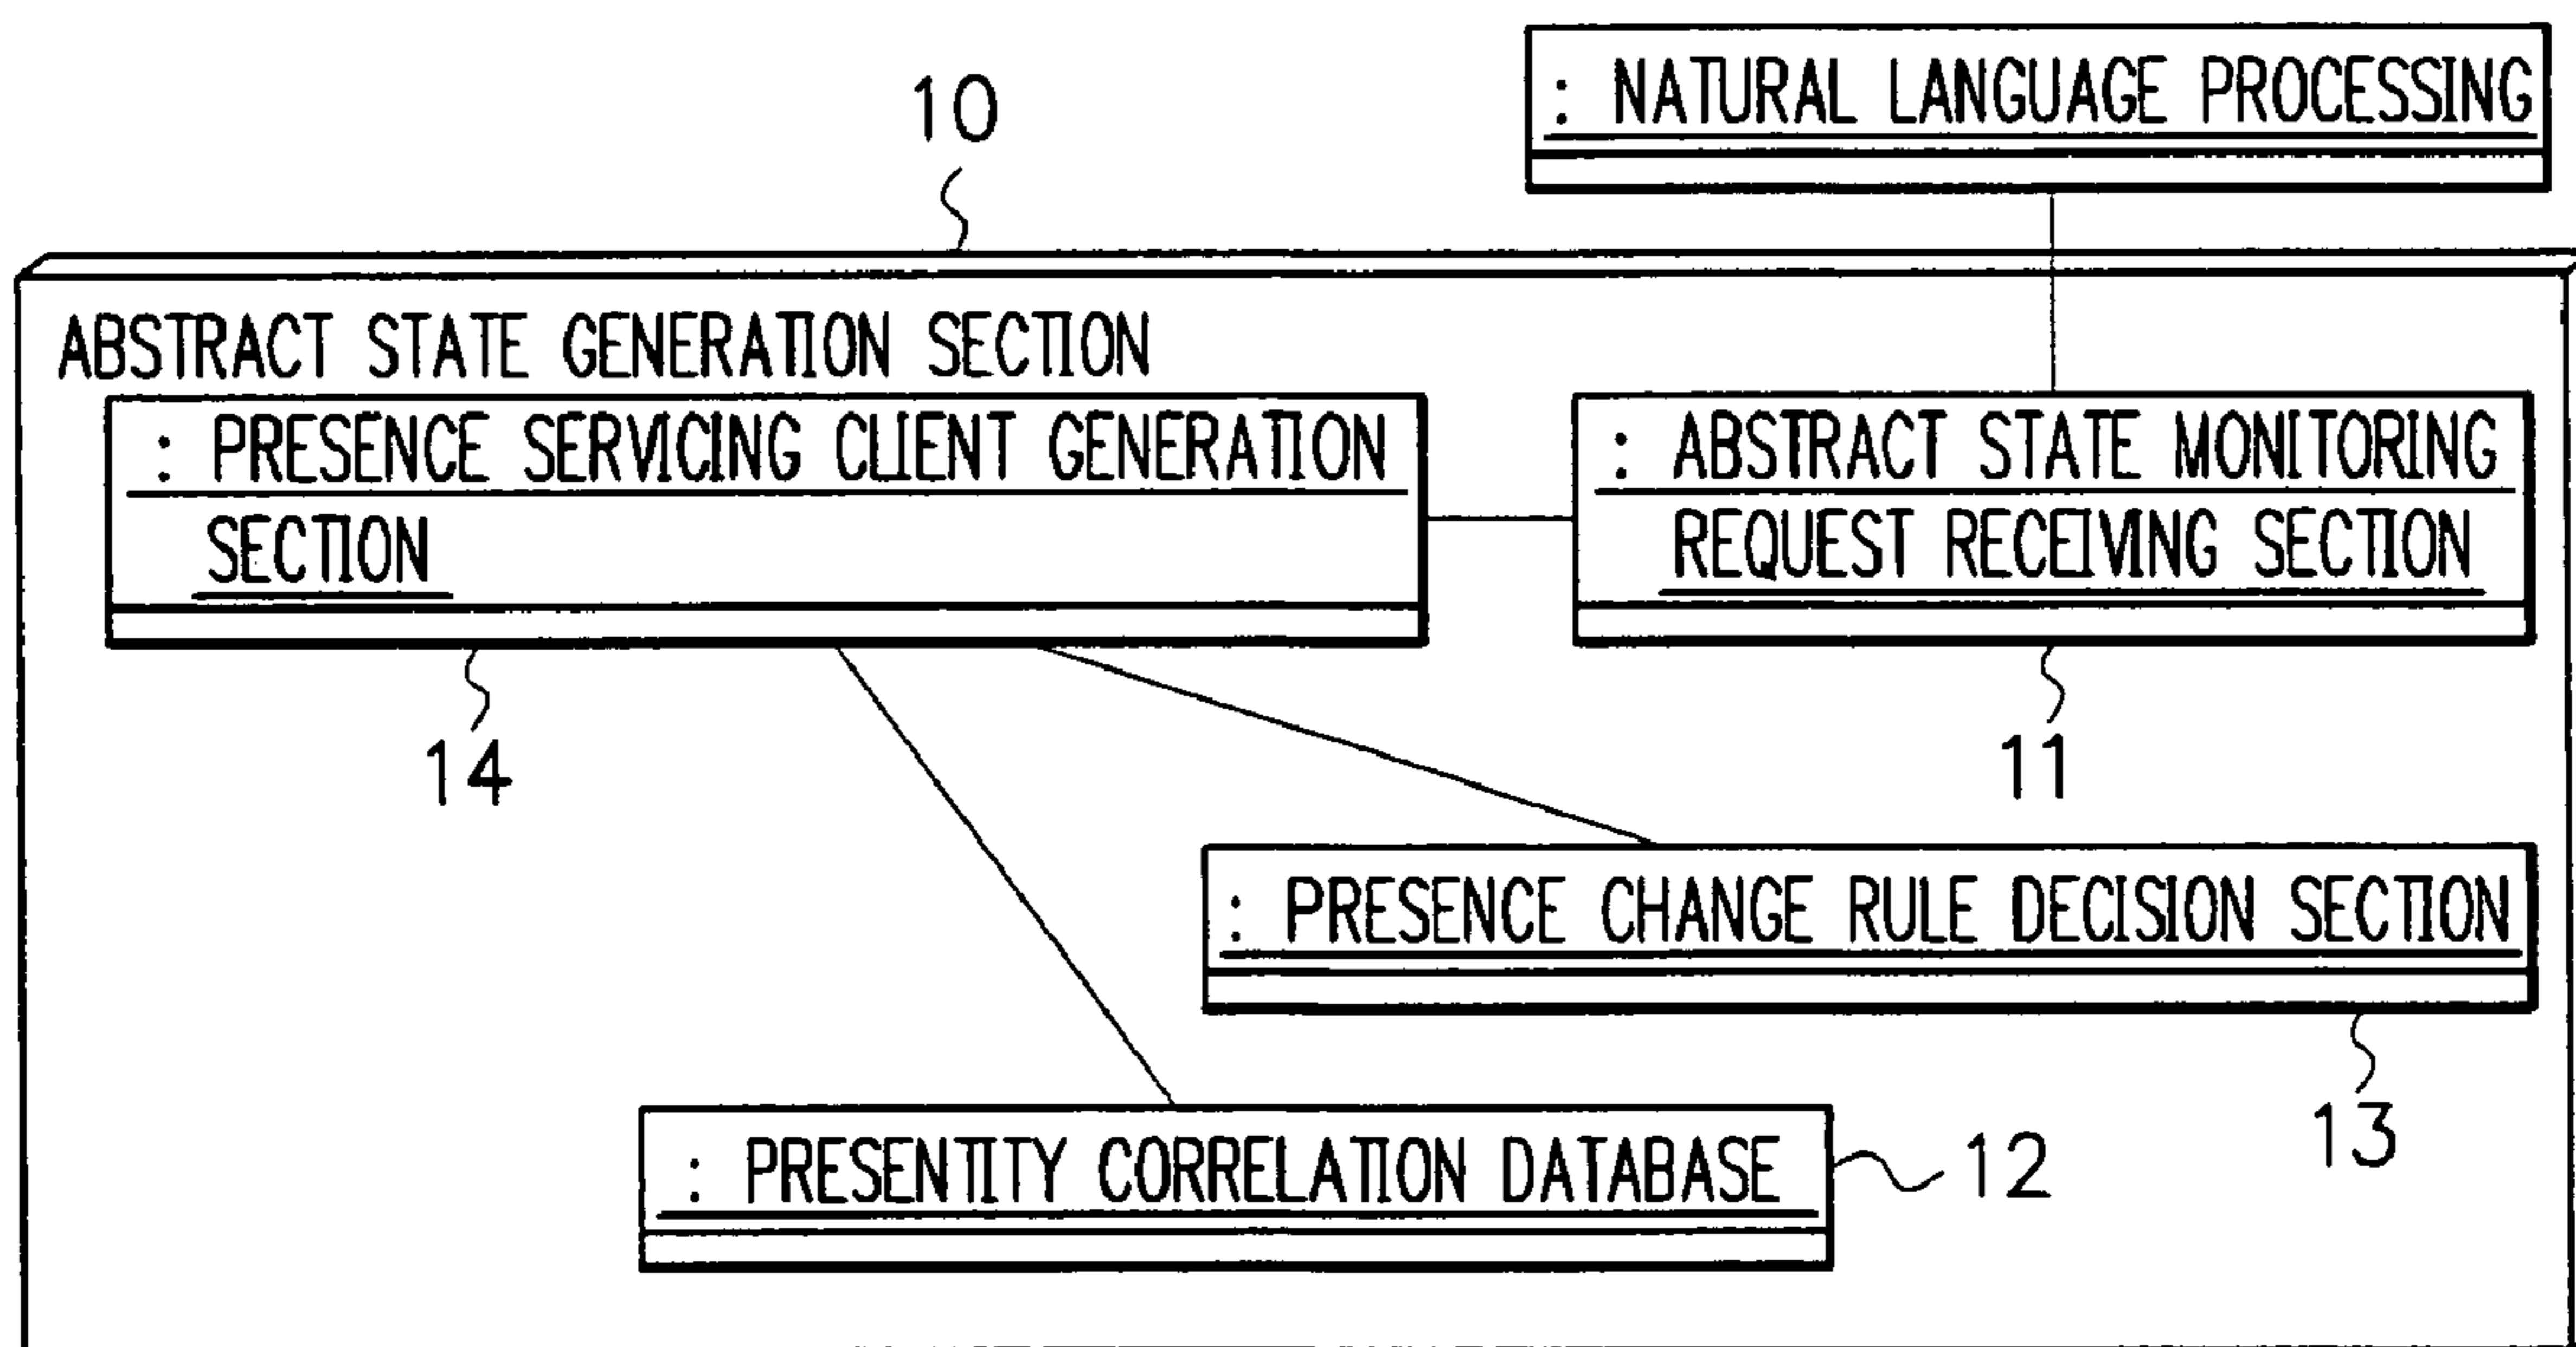 : NATURAL LANGUAGE PROCESSING
10
ABSTRACT STATE GENERATION SECTION
: PRESENCE SERVICING CLIENT GENERATION
SECTION
: ABSTRACT STATE MONITORING
REQUEST RECEIVING SECTION
14
11
: PRESENCE CHANGE RULE DECISION SECTION
13
: PRESENTITY CORRELATION DATABASE
12